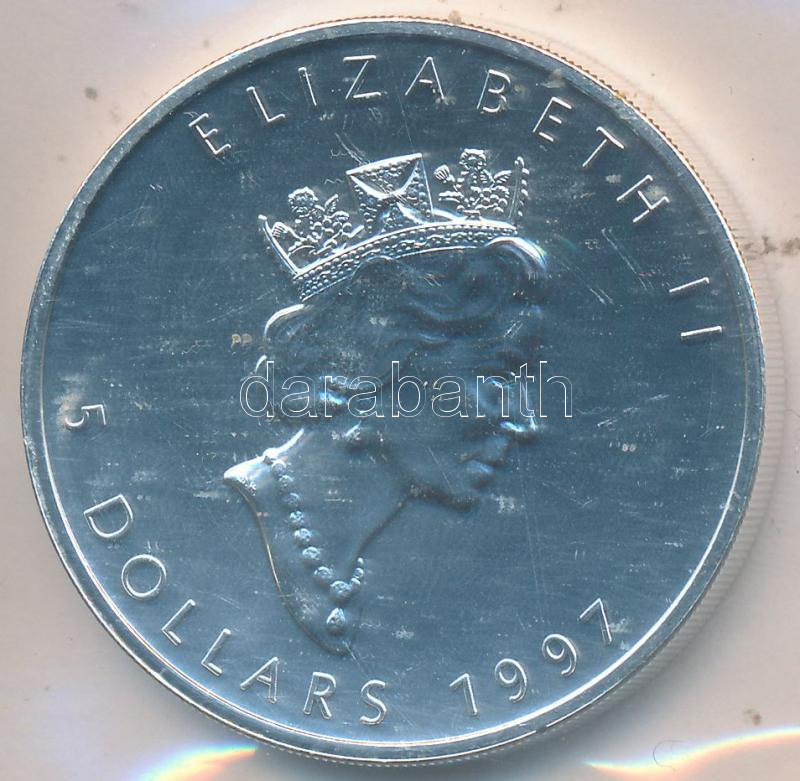 ELIZABETH II
darabanth
5 DOLLARS 1997